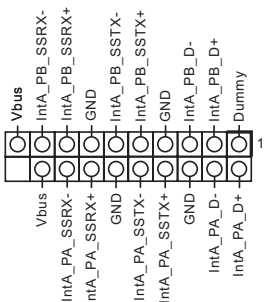 Vbus
IntA_PB_SSRX-
IntA_PB_SSRX+
GND
IntA_PB_SSTX-
IntA_PB_SSTX+
GND
IntA_PB_D-
IntA_PB_D+
Dummy
1
Vbus
IntA_PA_SSRX-
ntA_PA_SSRX+
GND
IntA_PA_SSTX-
IntA_PA_SSTX+
GND
IntA_PA_D-
IntA_PA_D+